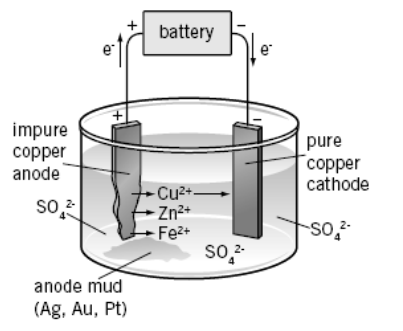 battery
+
−
e⁻
e⁻
+
−
impure
copper
anode
pure
copper
cathode
Cu²⁺
Zn²⁺
Fe²⁺
SO₄²⁻
SO₄²⁻
SO₄²⁻
anode mud
(Ag, Au, Pt)